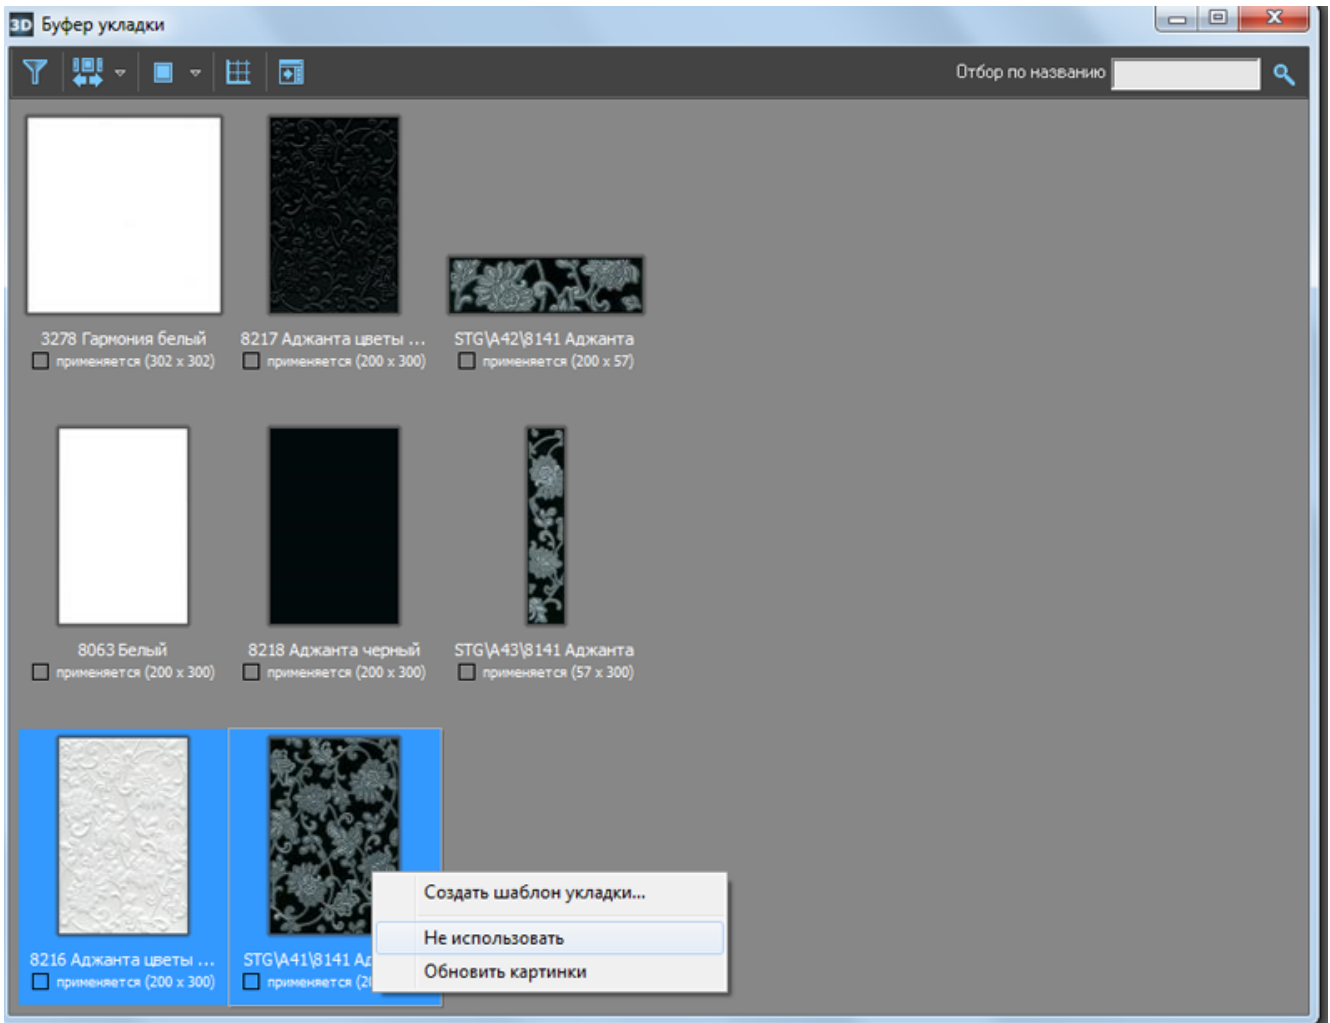 3D Буфер укладки
Отбор по названию
3278 Гармония белый
применяется (302 x 302)
8217 Аджанта цветы ...
применяется (200 x 300)
STG\A42\8141 Аджанта
применяется (200 x 57)
8063 Белый
применяется (200 x 300)
8218 Аджанта черный
применяется (200 x 300)
STG\A43\8141 Аджанта
применяется (57 x 300)
8216 Аджанта цветы ...
применяется (200 x 300)
STG\A41\8141 А
применяется (2
Создать шаблон укладки...
Не использовать
Обновить картинки